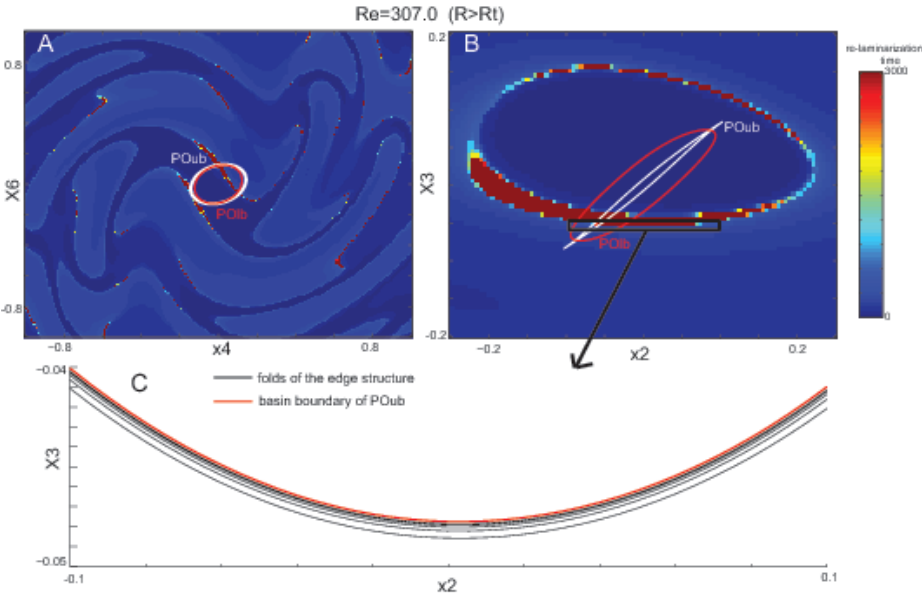 Re=307.0 (R>Rt)
A
0.8
X6
-0.8
POub
POlb
-0.8
x4
0.8
B
0.2
X3
-0.2
POub
POlb
-0.2
x2
0.2
re-laminarization
time
3000
0
C
folds of the edge structure
basin boundary of POub
-0.04
X3
-0.05
-0.1
x2
0.1